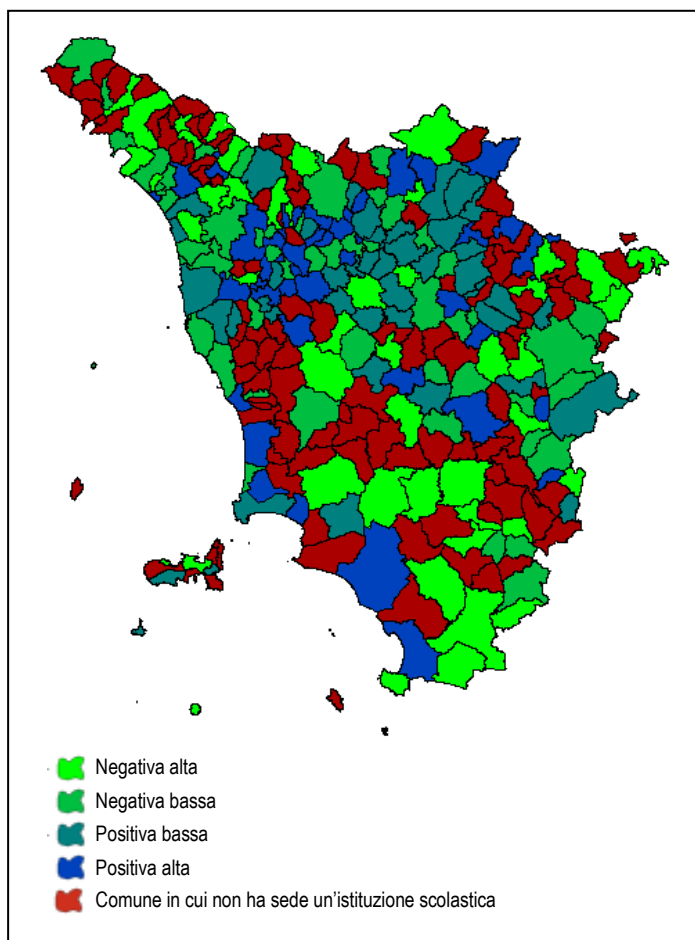 Negativa alta
Negativa bassa
Positiva bassa
Positiva alta
Comune in cui non ha sede un'istituzione scolastica